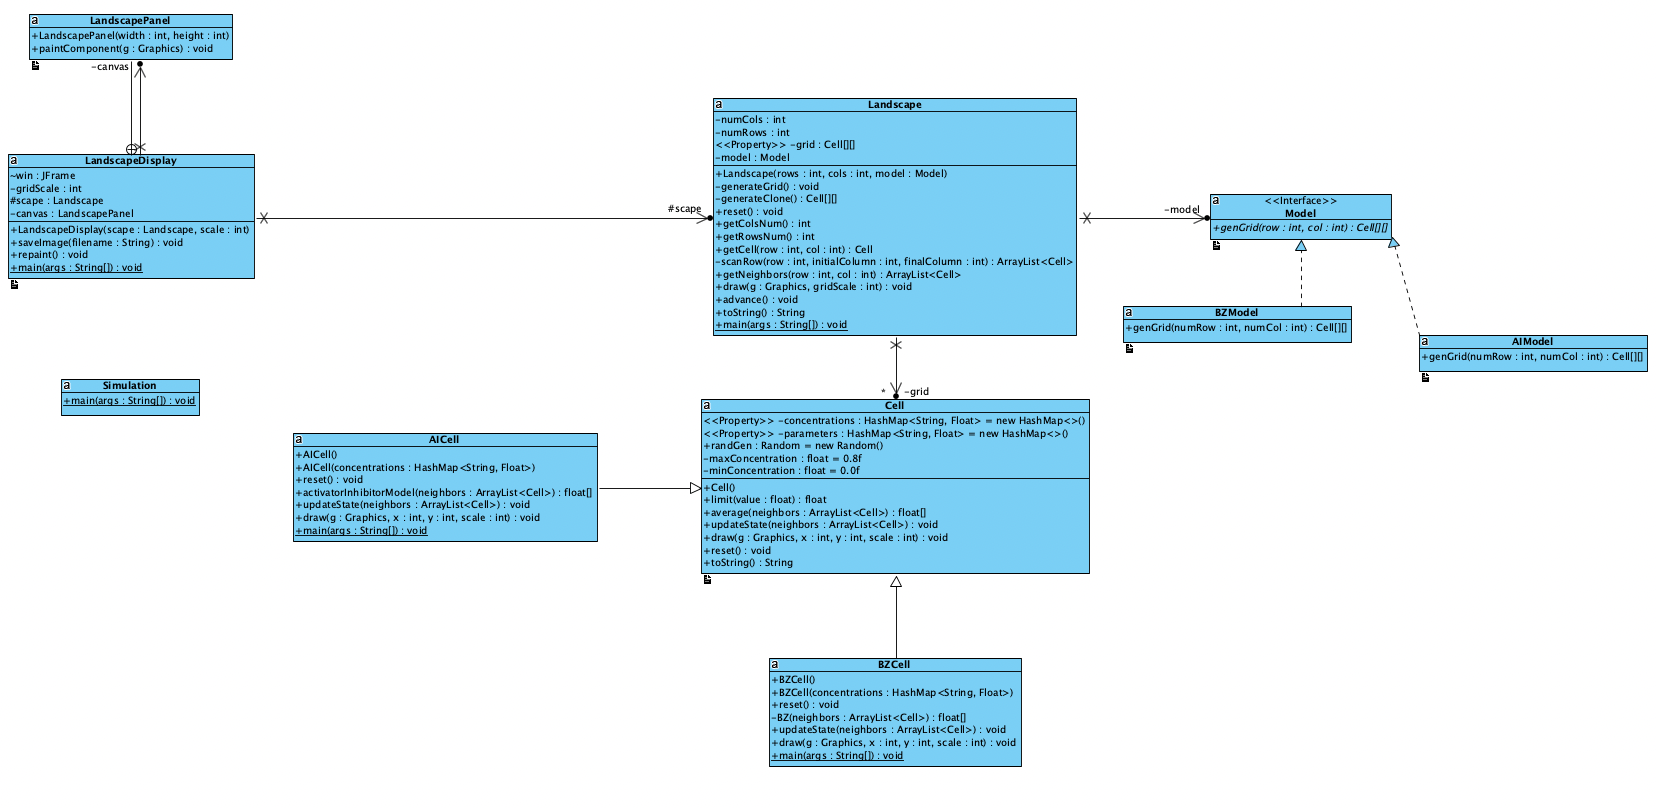 a LandscapePanel
+LandscapePanel(width : int, height : int)
+paintComponent(g : Graphics) : void
-canvas
a LandscapeDisplay
~win : JFrame
-gridScale : int
#scape : Landscape
-canvas : LandscapePanel
+LandscapeDisplay(scape : Landscape, scale : int)
+saveImage(filename : String) : void
+repaint() : void
+main(args : String[]) : void
#scape
a Landscape
-numCols : int
-numRows : int
<<Property>> -grid : Cell[][]
-model : Model
+Landscape(rows : int, cols : int, model : Model)
-generateGrid() : void
-generateClone() : Cell[][]
+reset() : void
+getColsNum() : int
+getRowsNum() : int
+getCell(row : int, col : int) : Cell
-scanRow(row : int, initialColumn : int, finalColumn : int) : ArrayList<Cell>
+getNeighbors(row : int, col : int) : ArrayList<Cell>
+draw(g : Graphics, gridScale : int) : void
+advance() : void
+toString() : String
+main(args : String[]) : void
-model
a <<Interface>>
Model
+genGrid(row : int, col : int) : Cell[][]
a BZModel
+genGrid(numRow : int, numCol : int) : Cell[][]
a AIModel
+genGrid(numRow : int, numCol : int) : Cell[][]
a Simulation
+main(args : String[]) : void
* -grid
a Cell
<<Property>> -concentrations : HashMap<String, Float> = new HashMap<>()
<<Property>> -parameters : HashMap<String, Float> = new HashMap<>()
+randGen : Random = new Random()
-maxConcentration : float = 0.8f
-minConcentration : float = 0.0f
+Cell()
+limit(value : float) : float
+average(neighbors : ArrayList<Cell>) : float[]
+updateState(neighbors : ArrayList<Cell>) : void
+draw(g : Graphics, x : int, y : int, scale : int) : void
+reset() : void
+toString() : String
a AICell
+AICell()
+AICell(concentrations : HashMap<String, Float>)
+reset() : void
+activatorInhibitorModel(neighbors : ArrayList<Cell>) : float[]
+updateState(neighbors : ArrayList<Cell>) : void
+draw(g : Graphics, x : int, y : int, scale : int) : void
+main(args : String[]) : void
a BZCell
+BZCell()
+BZCell(concentrations : HashMap<String, Float>)
+reset() : void
-BZ(neighbors : ArrayList<Cell>) : float[]
+updateState(neighbors : ArrayList<Cell>) : void
+draw(g : Graphics, x : int, y : int, scale : int) : void
+main(args : String[]) : void